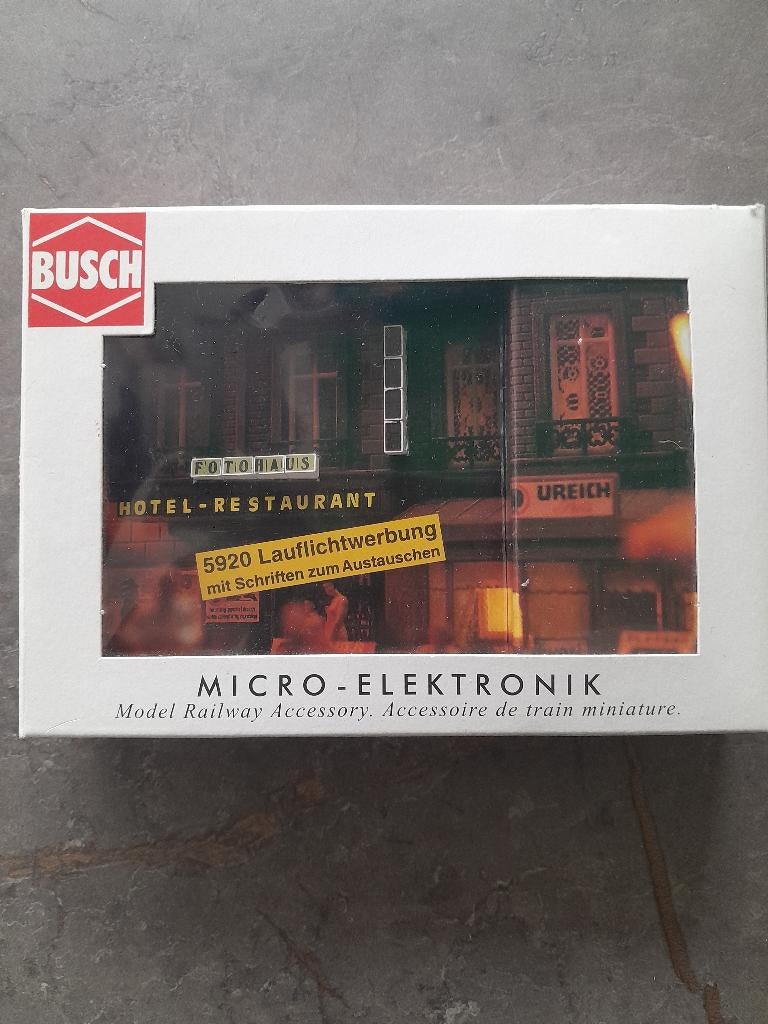 BUSCH
FOTOHAUS
HOTEL-RESTAURANT
UREICH
5920 Lauflichtwerbung
mit Schriften zum Austauschen
MICRO-ELEKTRONIK
Model Railway Accessory. Accessoire de train miniature.